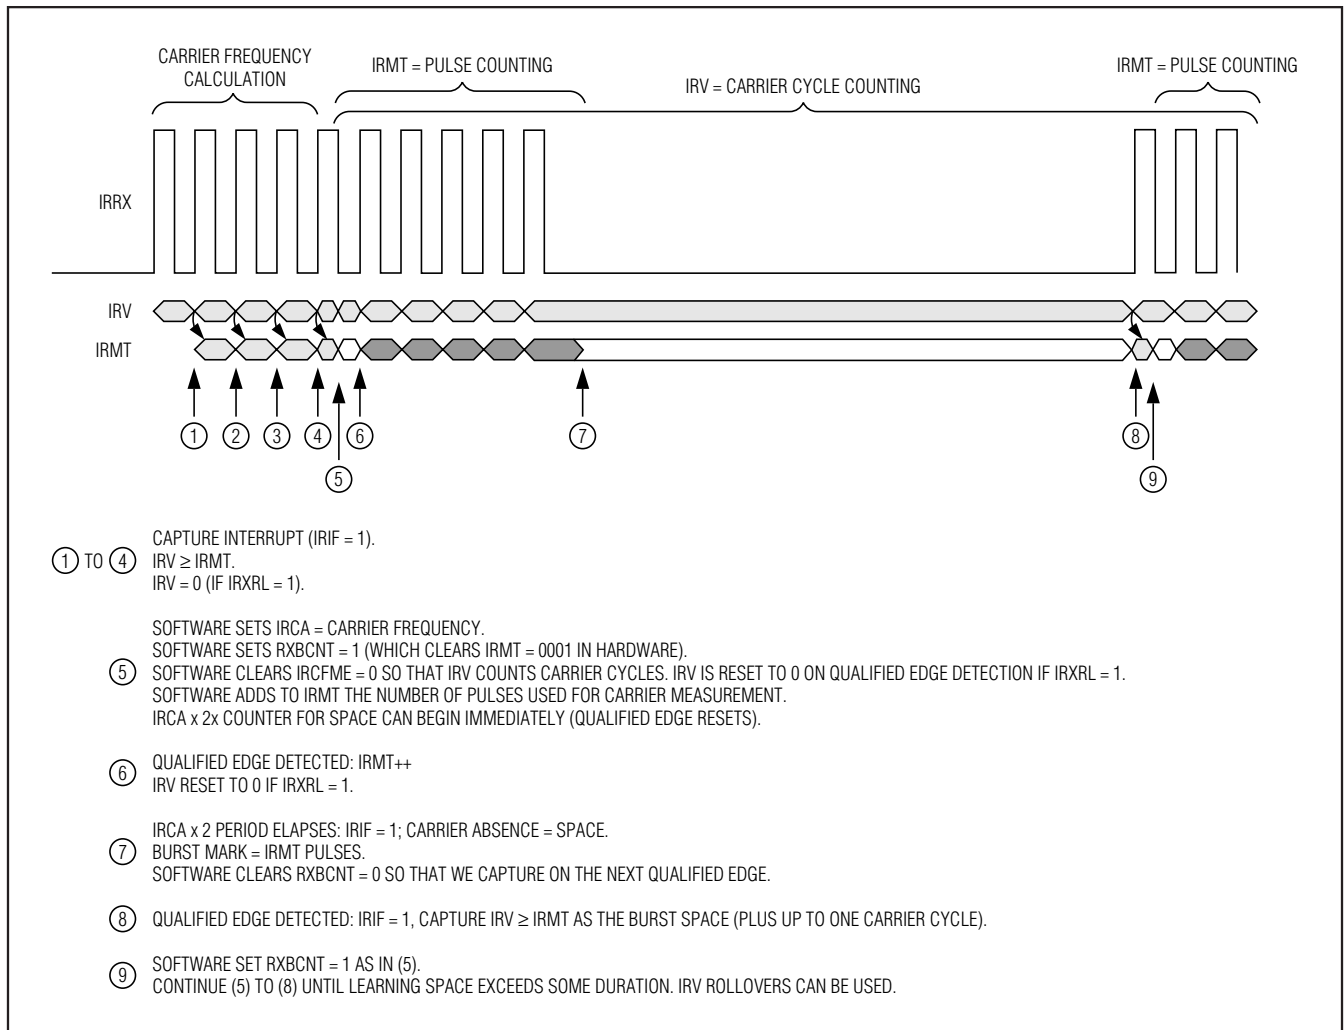 CARRIER FREQUENCY
CALCULATION
IRMT = PULSE COUNTING
IRV = CARRIER CYCLE COUNTING
IRMT = PULSE COUNTING
IRRX
IRV
IRMT
1
2
3
4
6
7
8
5
9
1 TO 4
CAPTURE INTERRUPT (IRIF = 1).
IRV ≥ IRMT.
IRV = 0 (IF IRXRL = 1).
5
SOFTWARE SETS IRCA = CARRIER FREQUENCY.
SOFTWARE SETS RXBCNT = 1 (WHICH CLEARS IRMT = 0001 IN HARDWARE).
SOFTWARE CLEARS IRCFME = 0 SO THAT IRV COUNTS CARRIER CYCLES. IRV IS RESET TO 0 ON QUALIFIED EDGE DETECTION IF IRXRL = 1.
SOFTWARE ADDS TO IRMT THE NUMBER OF PULSES USED FOR CARRIER MEASUREMENT.
IRCA x 2x COUNTER FOR SPACE CAN BEGIN IMMEDIATELY (QUALIFIED EDGE RESETS).
6
QUALIFIED EDGE DETECTED: IRMT++
IRV RESET TO 0 IF IRXRL = 1.
7
IRCA x 2 PERIOD ELAPSES: IRIF = 1; CARRIER ABSENCE = SPACE.
BURST MARK = IRMT PULSES.
SOFTWARE CLEARS RXBCNT = 0 SO THAT WE CAPTURE ON THE NEXT QUALIFIED EDGE.
8 QUALIFIED EDGE DETECTED: IRIF = 1, CAPTURE IRV ≥ IRMT AS THE BURST SPACE (PLUS UP TO ONE CARRIER CYCLE).
9
SOFTWARE SET RXBCNT = 1 AS IN (5).
CONTINUE (5) TO (8) UNTIL LEARNING SPACE EXCEEDS SOME DURATION. IRV ROLLOVERS CAN BE USED.